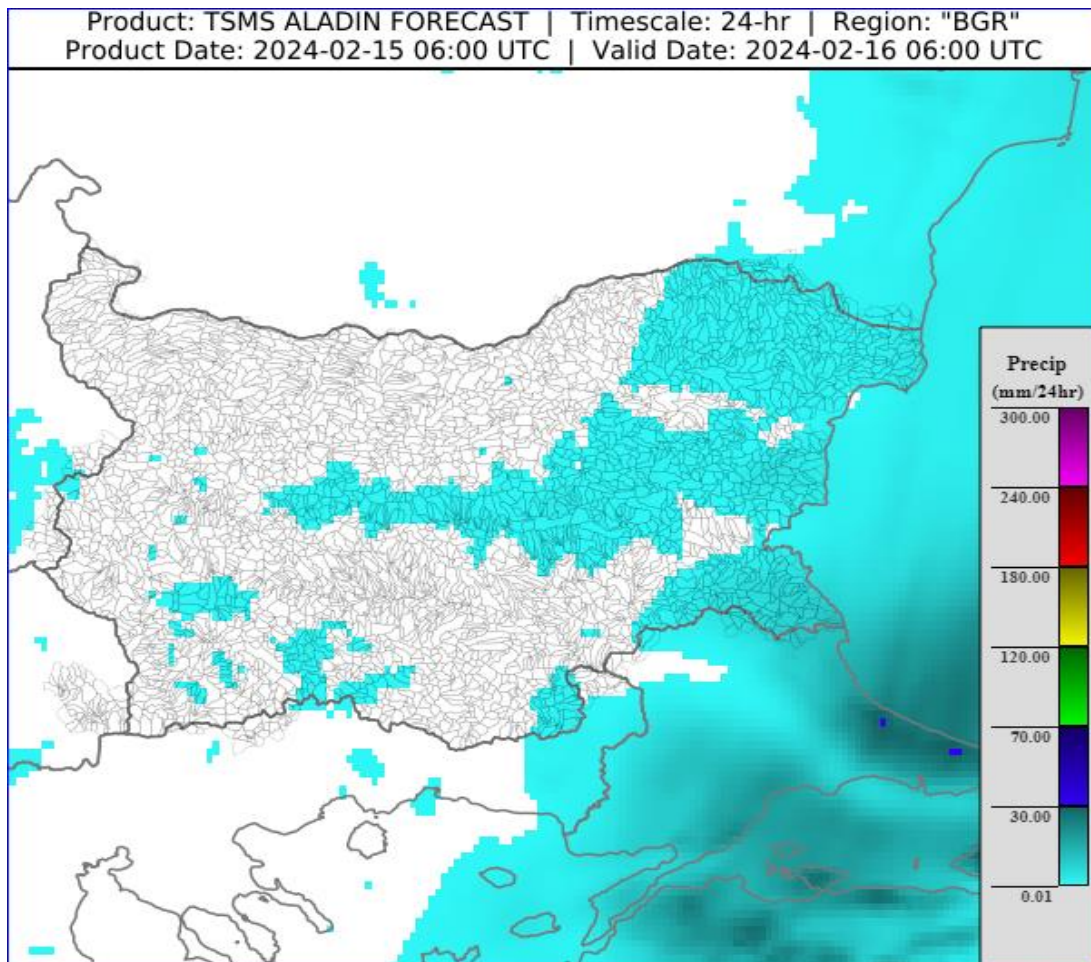 Product: TSMS ALADIN FORECAST | Timescale: 24-hr | Region: "BGR"
Product Date: 2024-02-15 06:00 UTC | Valid Date: 2024-02-16 06:00 UTC
Precip
(mm/24hr)
300.00
240.00
180.00
120.00
70.00
30.00
0.01